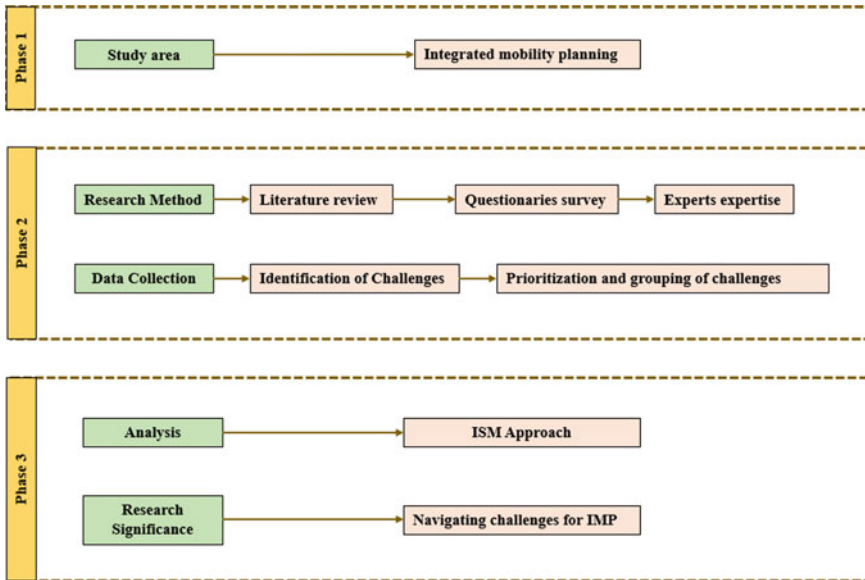 Phase 1
Study area
Integrated mobility planning
Phase 2
Research Method
Literature review
Questionaries survey
Experts expertise
Data Collection
Identification of Challenges
Prioritization and grouping of challenges
Phase 3
Analysis
ISM Approach
Research
Significance
Navigating challenges for IMP